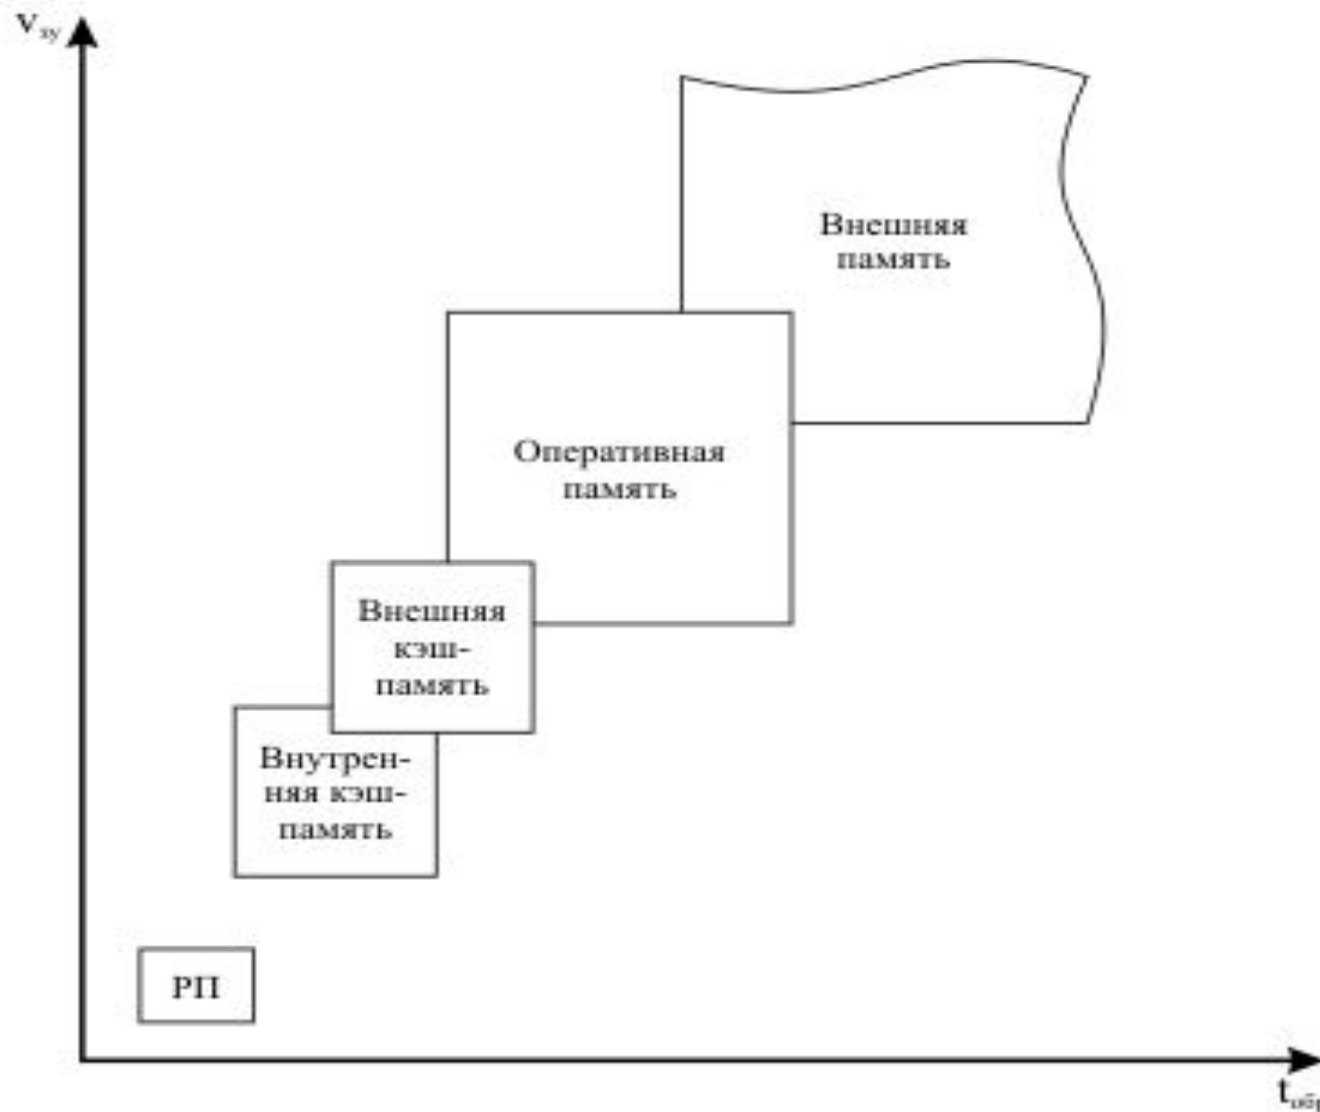 Vзу
Внешняя
память
Оперативная
память
Внешняя
кэш-
память
Внутрен-
няя кэш-
память
РП
tобр